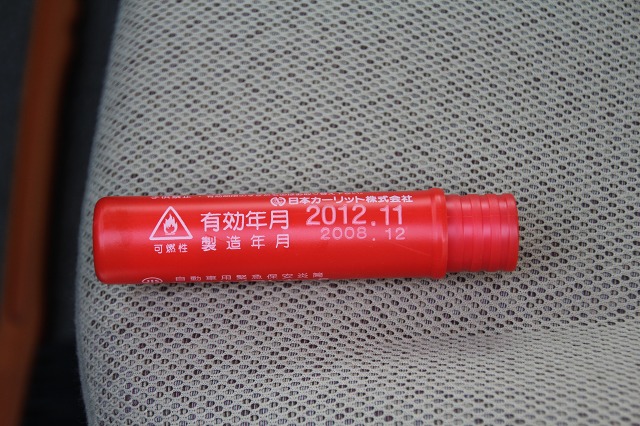 日本カーリット株式会社
有効年月 2012.11
可燃性 製造年月 2008.12
自動車用緊急保安炎筒